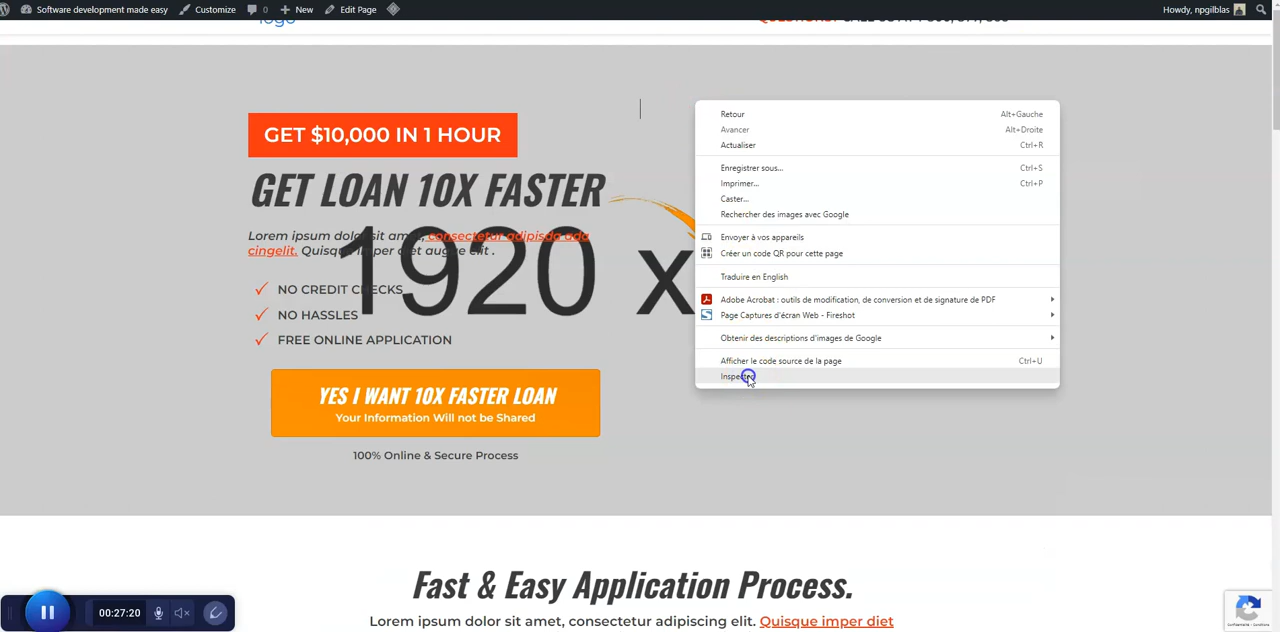 Software development made easy Customize 0 New Edit Page Howdy, npgilblas
logo
GET $10,000 IN 1 HOUR
GET LOAN 10X FASTER
Lorem ipsum dolor sit amet, consectetur adipisda ada
cingelit. Quisque imper diet augue elit .
1920 x
NO CREDIT CHECKS
NO HASSLES
FREE ONLINE APPLICATION
YES I WANT 10X FASTER LOAN
Your Information Will not be Shared
100% Online & Secure Process
Retour Alt+Gauche
Avancer Alt+Droite
Actualiser Ctrl+R
Enregistrer sous... Ctrl+S
Imprimer... Ctrl+P
Caster...
Rechercher des images avec Google
Envoyer à vos appareils
Créer un code QR pour cette page
Traduire en English
Adobe Acrobat : outils de modification, de conversion et de signature de PDF
Page Captures d'écran Web - Fireshot
Obtenir des descriptions d'images de Google
Afficher le code source de la page Ctrl+U
Inspecter
Fast & Easy Application Process.
Lorem ipsum dolor sit amet, consectetur adipiscing elit. Quisque imper diet
00:27:20